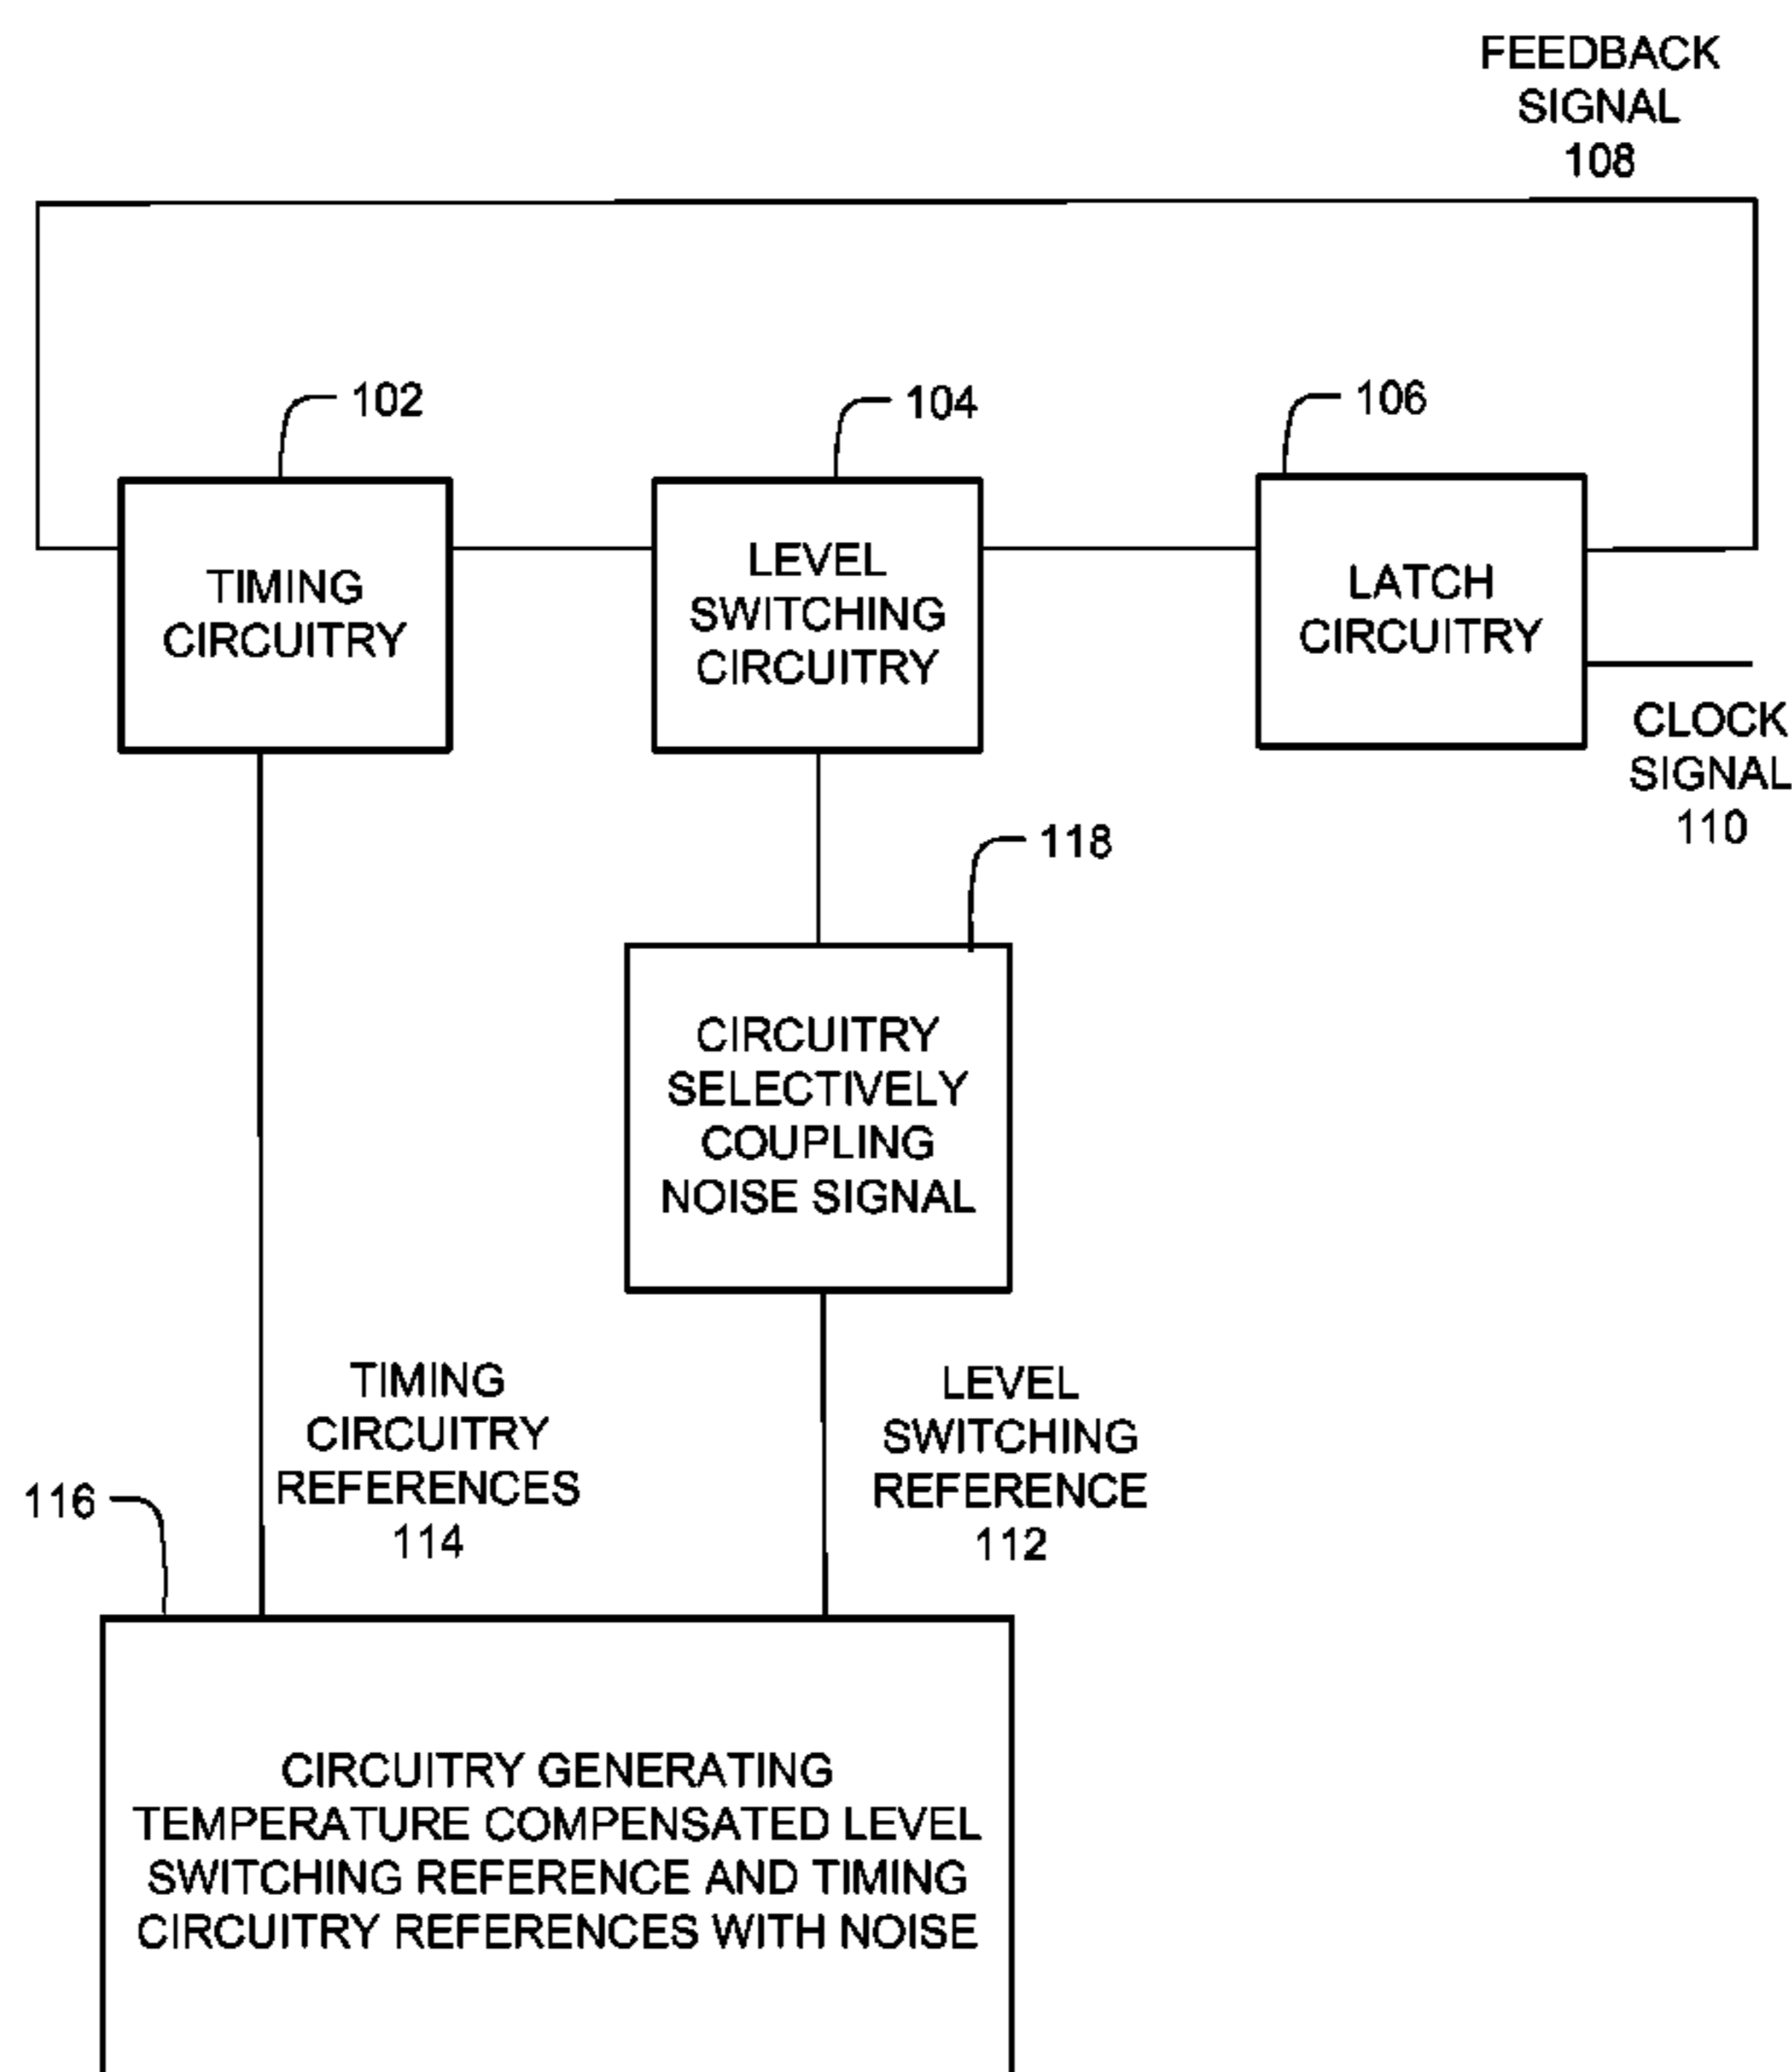 FEEDBACK
SIGNAL
108
102
104
106
TIMING
CIRCUITRY
LEVEL
SWITCHING
CIRCUITRY
LATCH
CIRCUITRY
CLOCK
SIGNAL
110
118
CIRCUITRY
SELECTIVELY
COUPLING
NOISE SIGNAL
TIMING
CIRCUITRY
REFERENCES
114
LEVEL
SWITCHING
REFERENCE
112
116
CIRCUITRY GENERATING
TEMPERATURE COMPENSATED LEVEL
SWITCHING REFERENCE AND TIMING
CIRCUITRY REFERENCES WITH NOISE